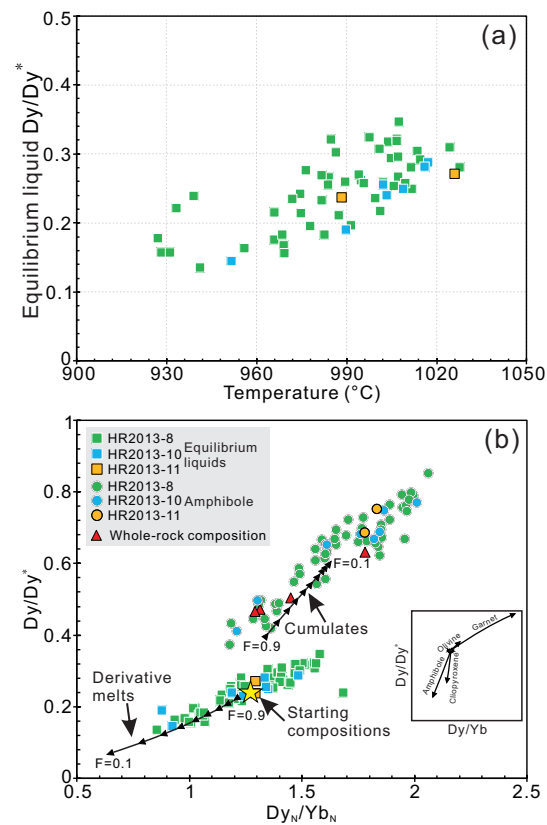 (a)
Equilibrium liquid Dy/Dy*
0.5
0.4
0.3
0.2
0.1
0
900
930
960
990
1020
1050
Temperature (°C)
(b)
HR2013-8
HR2013-10
HR2013-11
Equilibrium
liquids
HR2013-8
HR2013-10
HR2013-11
Amphibole
Whole-rock composition
Dy/Dy*
1
0.8
0.6
0.4
0.2
0
F=0.1
Cumulates
F=0.9
Derivative
melts
F=0.9
Starting
compositions
F=0.1
Dy/Dy*
Olivine
Garnet
Amphibole
Cliopyroxene
Dy/Yb
0.5
1
1.5
2
2.5
DyN/YbN